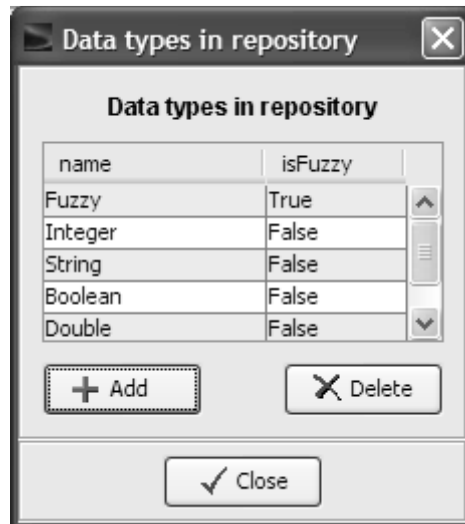 Data types in repository
Data types in repository
name isFuzzy
Fuzzy True
Integer False
String False
Boolean False
Double False
Add Delete
Close